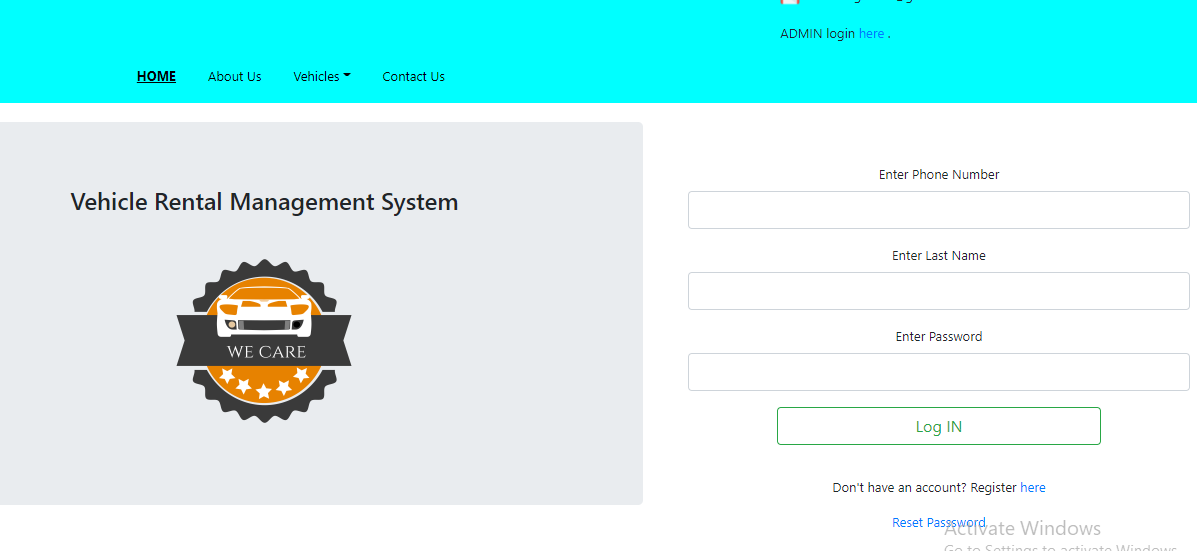 ADMIN login here .
HOME About Us Vehicles Contact Us
Vehicle Rental Management System
WE CARE
Enter Phone Number
Enter Last Name
Enter Password
Log IN
Don't have an account? Register here
Reset Passsword
Activate Windows
Go to Settings to activate Windows.